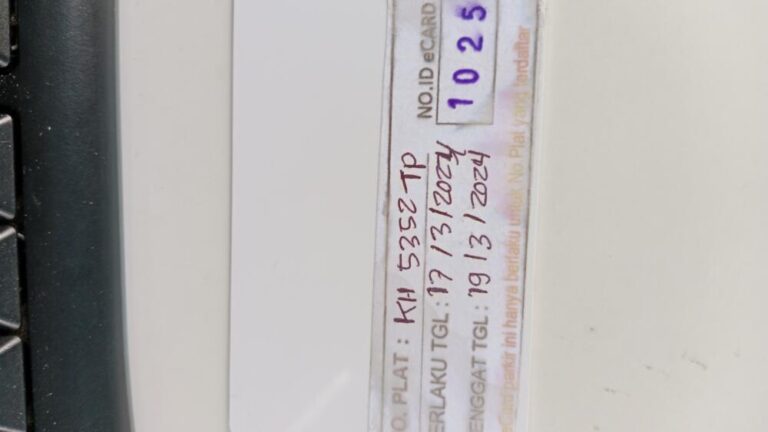 O. PLAT : KH 5352 TP
NO.ID eCARD
1025
ERLAKU TGL : 17/3/2024
ENGGAT TGL : 19/3/2024
parkir ini hanya berlaku untuk No Plat yang terdaftar